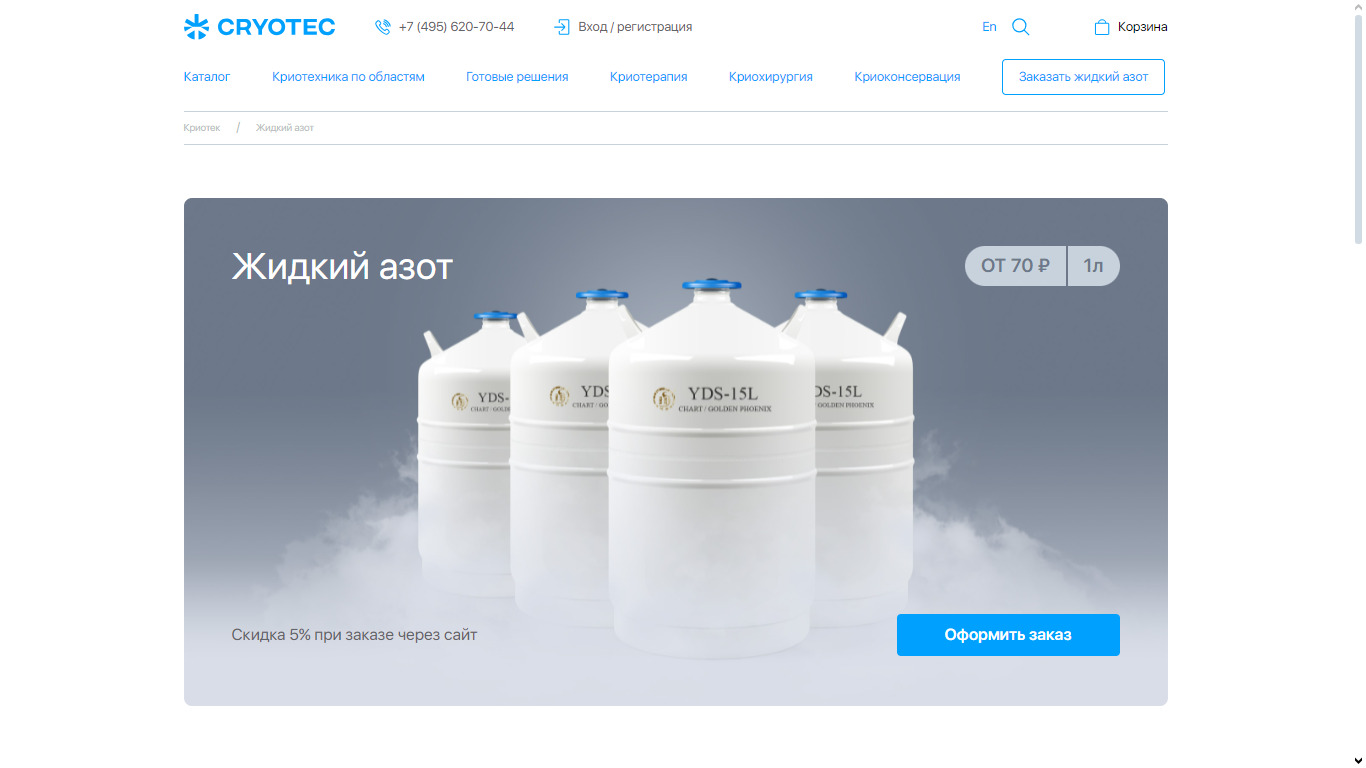 CRYOTEC
+7 (495) 620-70-44
Вход / регистрация
En
Корзина
Каталог
Криотехника по областям
Готовые решения
Криотерапия
Криохирургия
Криоконсервация
Заказать жидкий азот
Криотек / Жидкий азот
Жидкий азот
ОТ 70 ₽ 1л
YDS-
CHART / GOLD
YDS
CHART / GO
YDS-15L
CHART / GOLDEN PHOENIX
DS-15L
GOLDEN PHOENIX
Скидка 5% при заказе через сайт
Оформить заказ